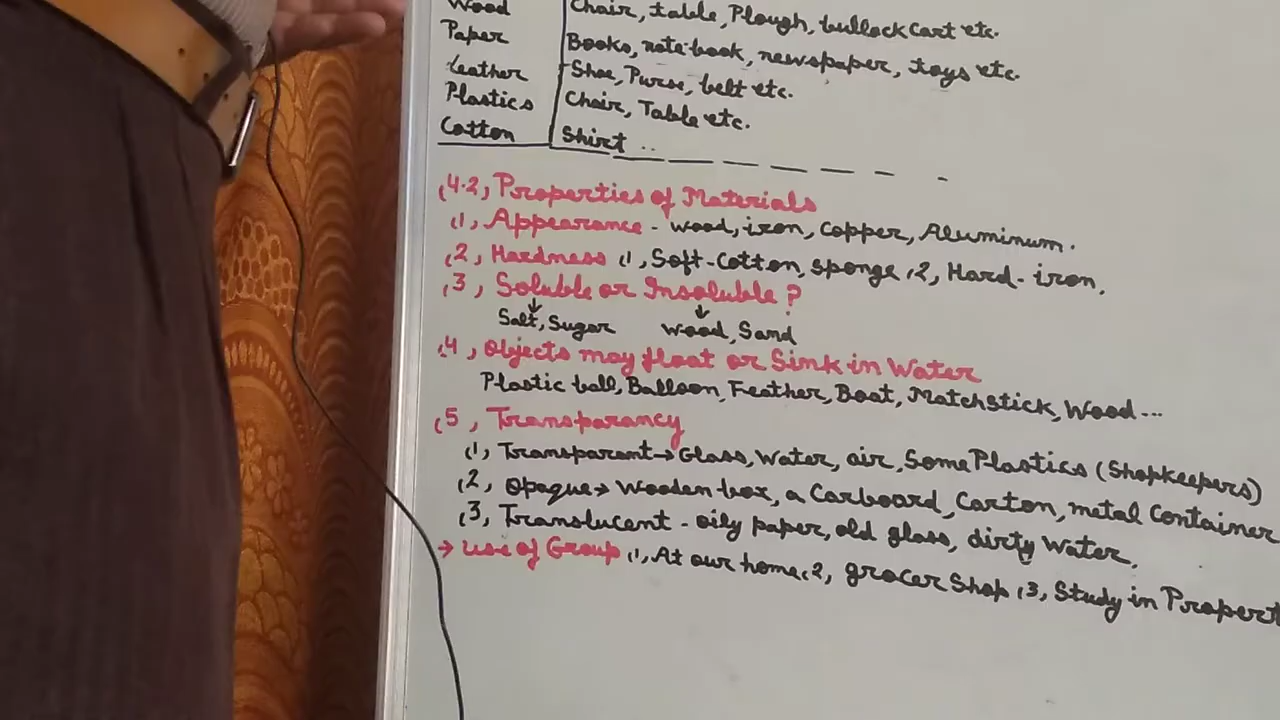 Wood Chair, table, Plough, bullock cart etc.
Paper Books, note-book, newspaper, toys etc.
Leather Shoe, Purse, belt etc.
Plastics Chair, Table etc.
Cotton Shirt ..
(4.2) Properties of Materials
(1) Appearance - wood, iron, Copper, Aluminum.
(2) Hardness (1) Soft-Cotton, sponge (2) Hard-iron,
(3) Soluble or Insoluble?
Salt, Sugar wood, Sand
(4) Objects may float or Sink in Water
Plastic ball, Balloon, Feather, Boat, Matchstick, Wood...
(5) Transparancy
(1) Transparant → Glass, Water, air, Some Plastics (Shopkeepers)
(2) Opaque → Wooden box, a Carboard, Carton, metal Container
(3) Translucent - oily paper, old glass, dirty Water,
→ Use of Group (1) At our home (2) grocer Shop (3) Study in Propert